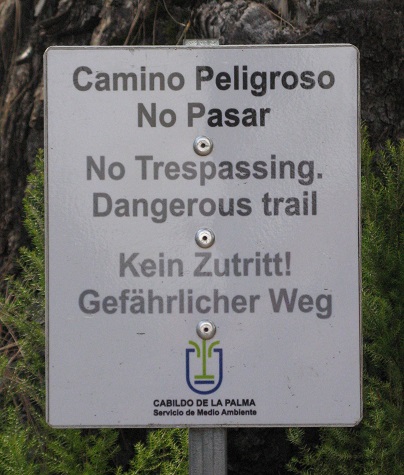 Camino Peligroso
No Pasar
No Trespassing.
Dangerous trail
Kein Zutritt!
Gefährlicher Weg
CABILDO DE LA PALMA
Servicio de Medio Ambiente